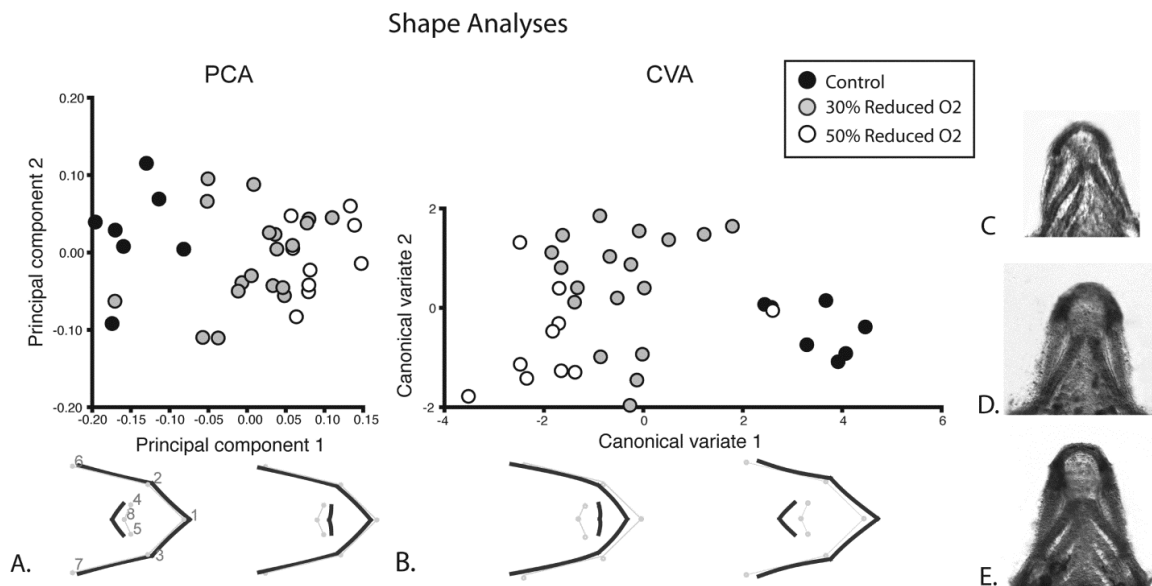 Shape Analyses
PCA
CVA
Control
30% Reduced O2
50% Reduced O2
Principal component 2
0.20
0.10
0.00
-0.10
-0.20
-0.20 -0.15 -0.10 -0.05 0.00 0.05 0.10 0.15
Principal component 1
Canonical variate 2
2
0
-2
-4 -2 0 2 4 6
Canonical variate 1
6
2
4
8
1
5
3
7
A.
B.
C
D.
E.